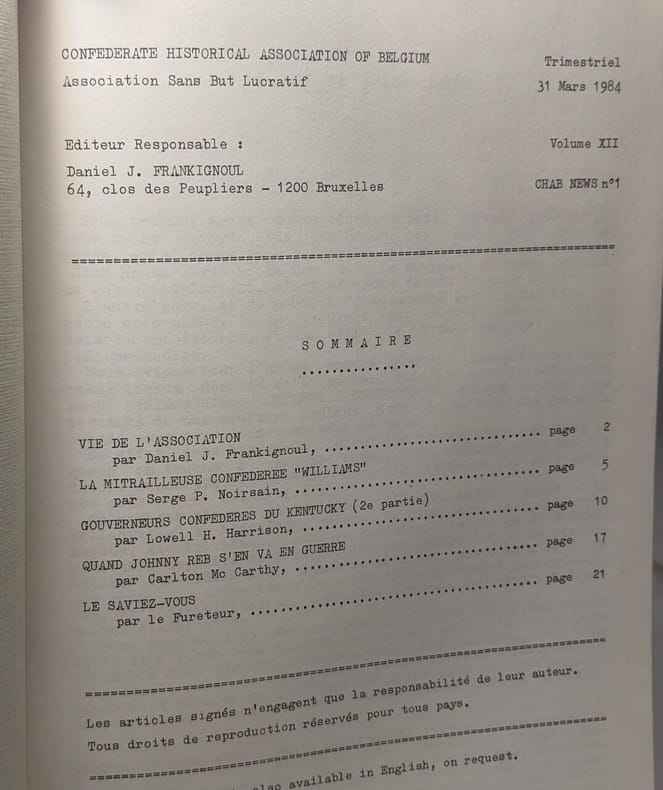 CONFEDERATE HISTORICAL ASSOCIATION OF BELGIUM
Trimestriel
Association Sans But Lucratif
31 Mars 1984
Editeur Responsable :
Volume XII
Daniel J. FRANKIGNOUL
64, clos des Peupliers - 1200 Bruxelles
CHAB NEWS n°1
==================================================
S O M M A I R E
................
VIE DE L'ASSOCIATION
par Daniel J. Frankignoul, ............................. page 2
LA MITRAILLEUSE CONFEDEREE "WILLIAMS"
par Serge P. Noirsain, ................................. page 5
GOUVERNEURS CONFEDERES DU KENTUCKY (2e partie)
par Lowell H. Harrison, ................................ page 10
QUAND JOHNNY REB S'EN VA EN GUERRE
par Carlton Mc Carthy, ................................. page 17
LE SAVIEZ-VOUS
par le Fureteur, ....................................... page 21
==================================================
Les articles signés n'engagent que la responsabilité de leur auteur.
Tous droits de reproduction réservés pour tous pays.
==================================================
also available in English, on request.